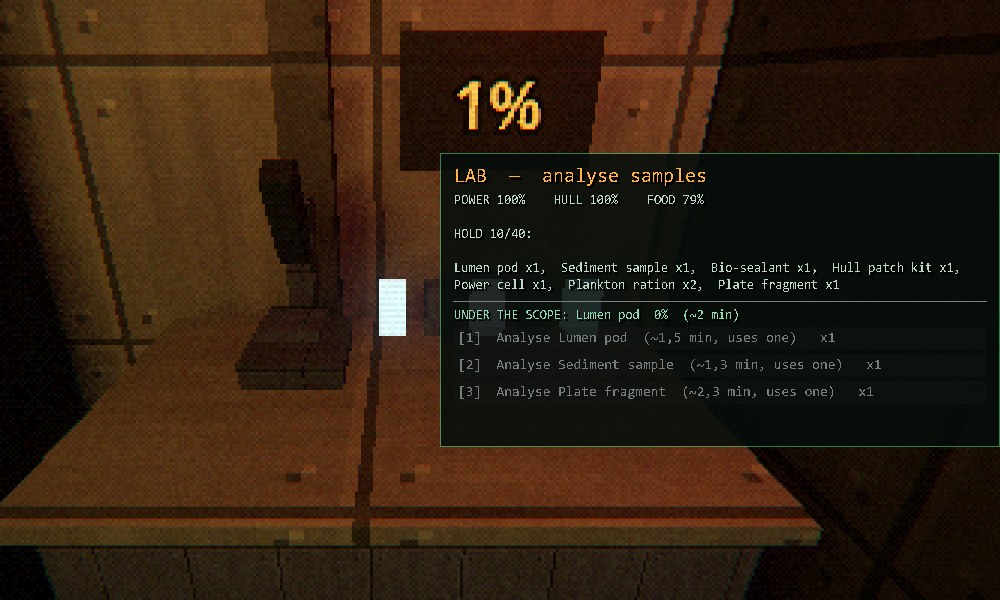 1%
LAB — analyse samples
POWER 100% HULL 100% FOOD 79%
HOLD 10/40:
Lumen pod x1, Sediment sample x1, Bio-sealant x1, Hull patch kit x1,
Power cell x1, Plankton ration x2, Plate fragment x1
UNDER THE SCOPE: Lumen pod 0% (~2 min)
[1] Analyse Lumen pod (~1,5 min, uses one) x1
[2] Analyse Sediment sample (~1,3 min, uses one) x1
[3] Analyse Plate fragment (~2,3 min, uses one) x1